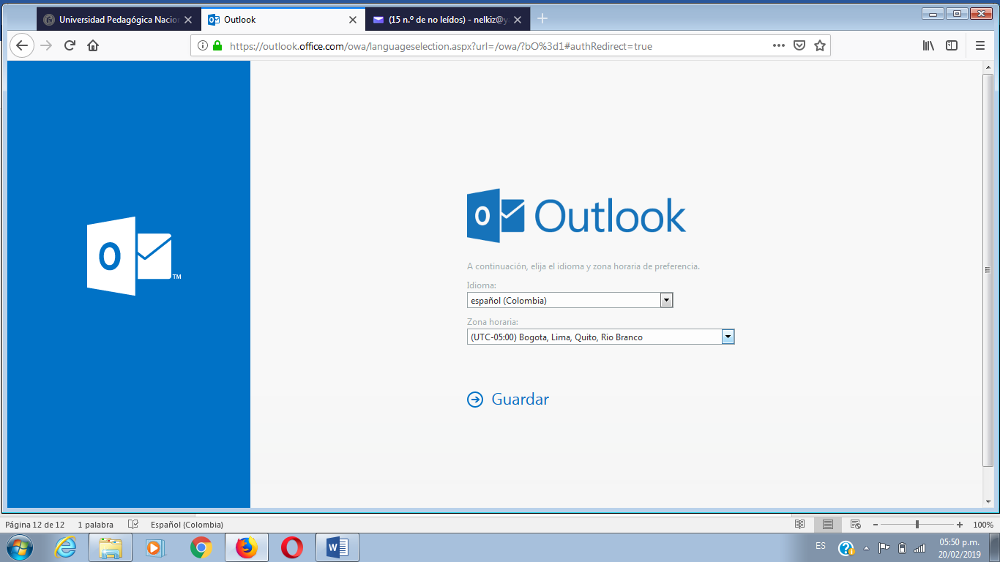 Universidad Pedagógica Nacion
Outlook
(15 n.º de no leídos) - nelkiz@y
https://outlook.office.com/owa/languageselection.aspx?url=/owa/?bO%3d1#authRedirect=true
Outlook
TM
A continuación, elija el idioma y zona horaria de preferencia.
Idioma:
español (Colombia)
Zona horaria:
(UTC-05:00) Bogota, Lima, Quito, Rio Branco
Guardar
Página 12 de 12 1 palabra Español (Colombia) 100%
ES
05:50 p.m.
20/02/2019